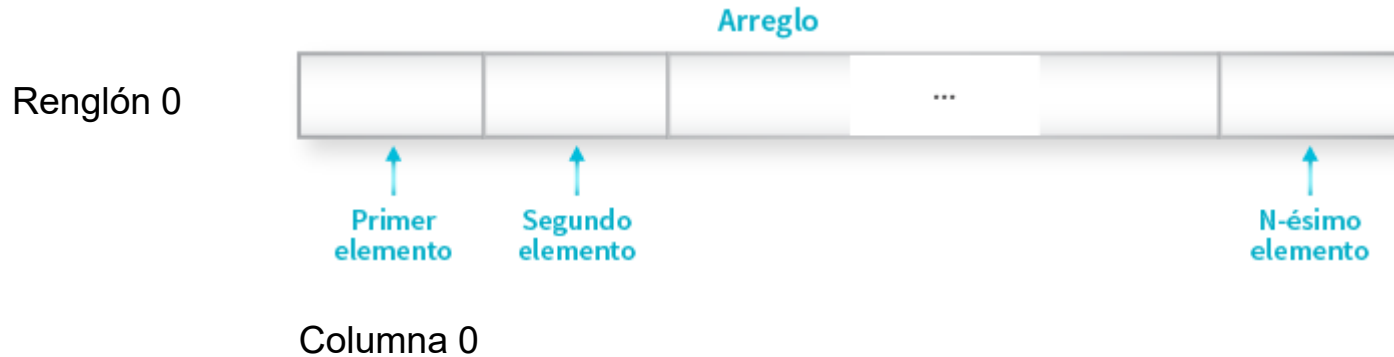 Arreglo
Renglón 0
...
Primer
elemento
Segundo
elemento
N-ésimo
elemento
Columna 0